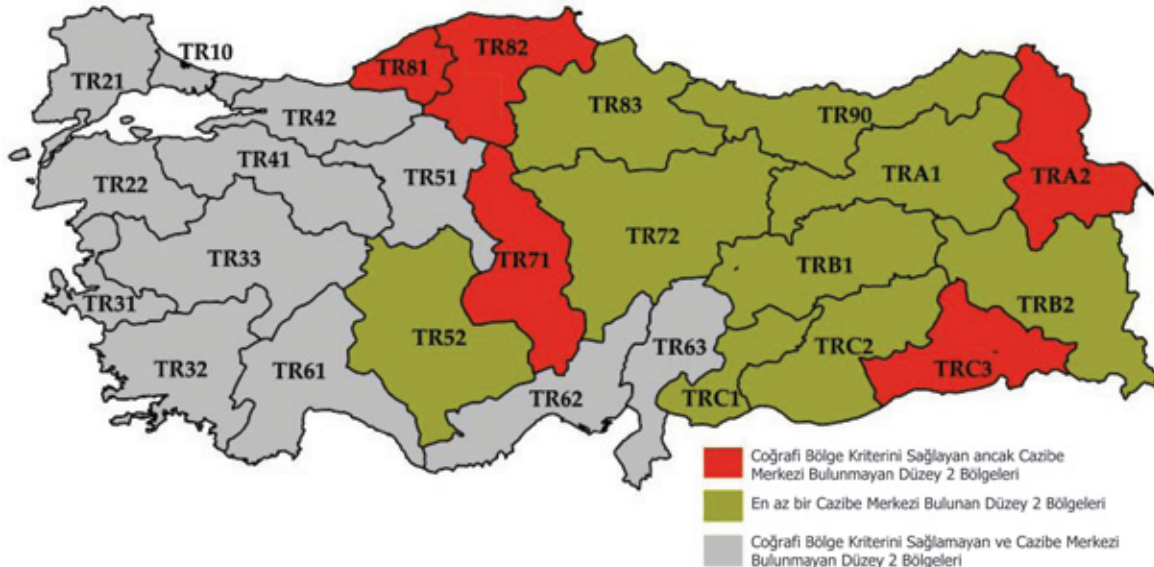 TR10
TR21
TR81
TR82
TR42
TR83
TR90
TR41
TR51
TR22
TRA1
TRA2
TR33
TR72
TR71
TRB1
TR31
TRB2
TR52
TR63
TRC2
TR32
TR61
TRC3
TR62
TRC1
Coğrafi Bölge Kriterini Sağlayan ancak Cazibe
Merkezi Bulunmayan Düzey 2 Bölgeleri
En az bir Cazibe Merkezi Bulunan Düzey 2 Bölgeleri
Coğrafi Bölge Kriterini Sağlamayan ve Cazibe Merkezi
Bulunmayan Düzey 2 Bölgeleri